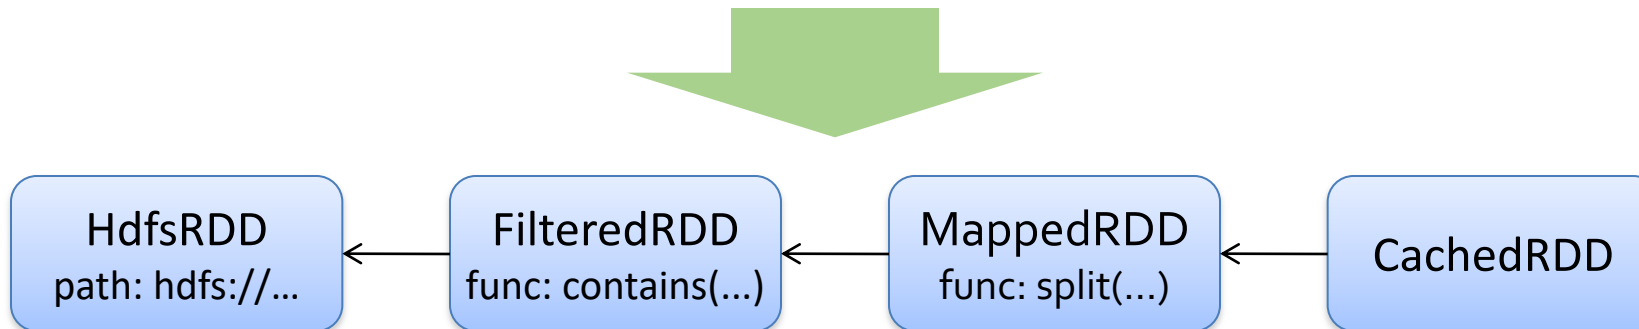 HdfsRDD
path: hdfs://...
FilteredRDD
func: contains(...)
MappedRDD
func: split(...)
CachedRDD